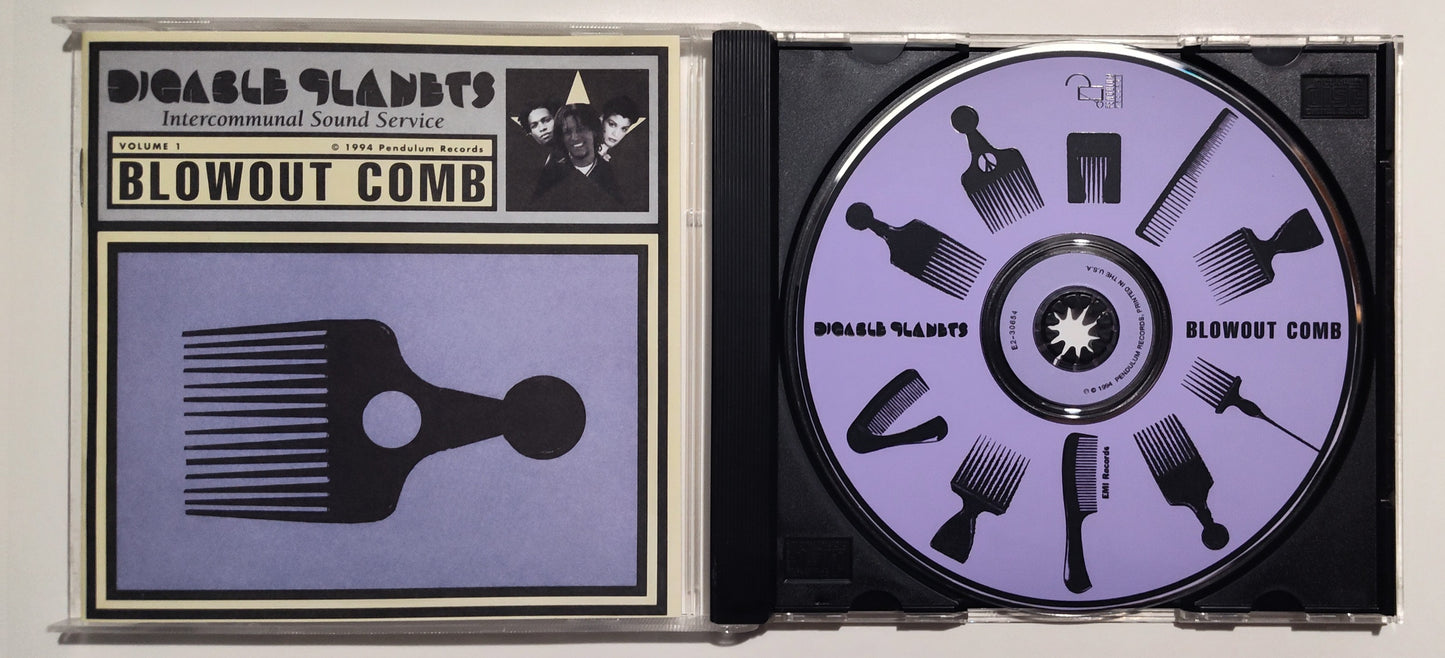 DIGABLE PLANETS
Intercommunal Sound Service
VOLUME 1 © 1994 Pendulum Records
BLOWOUT COMB
DIGABLE PLANETS
BLOWOUT COMB
E2-30654
℗ © 1994 PENDULUM RECORDS. PRINTED IN THE U.S.A.
EMI Records